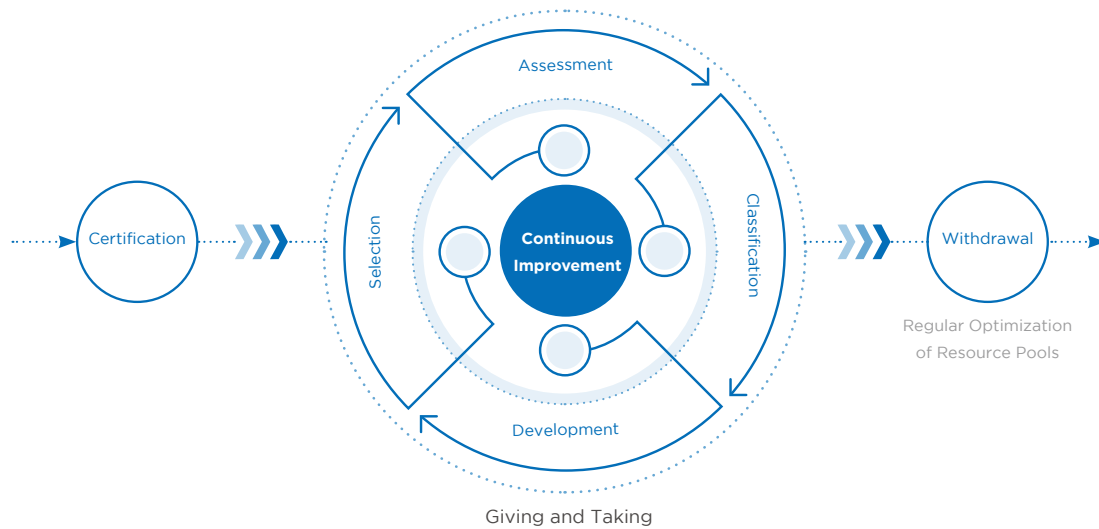 Assessment
Certification
Selection
Continuous
Improvement
Classification
Withdrawal
Regular Optimization
of Resource Pools
Development
Giving and Taking